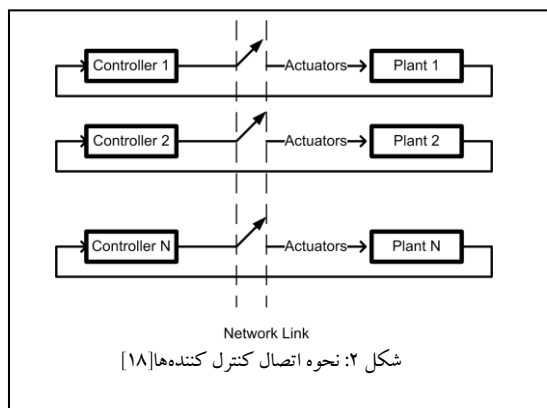 Controller 1 Actuators Plant 1
Controller 2 Actuators Plant 2
Controller N Actuators Plant N
Network Link
شکل ۲: نحوه اتصال کنترل کننده‌ها[۱۸]